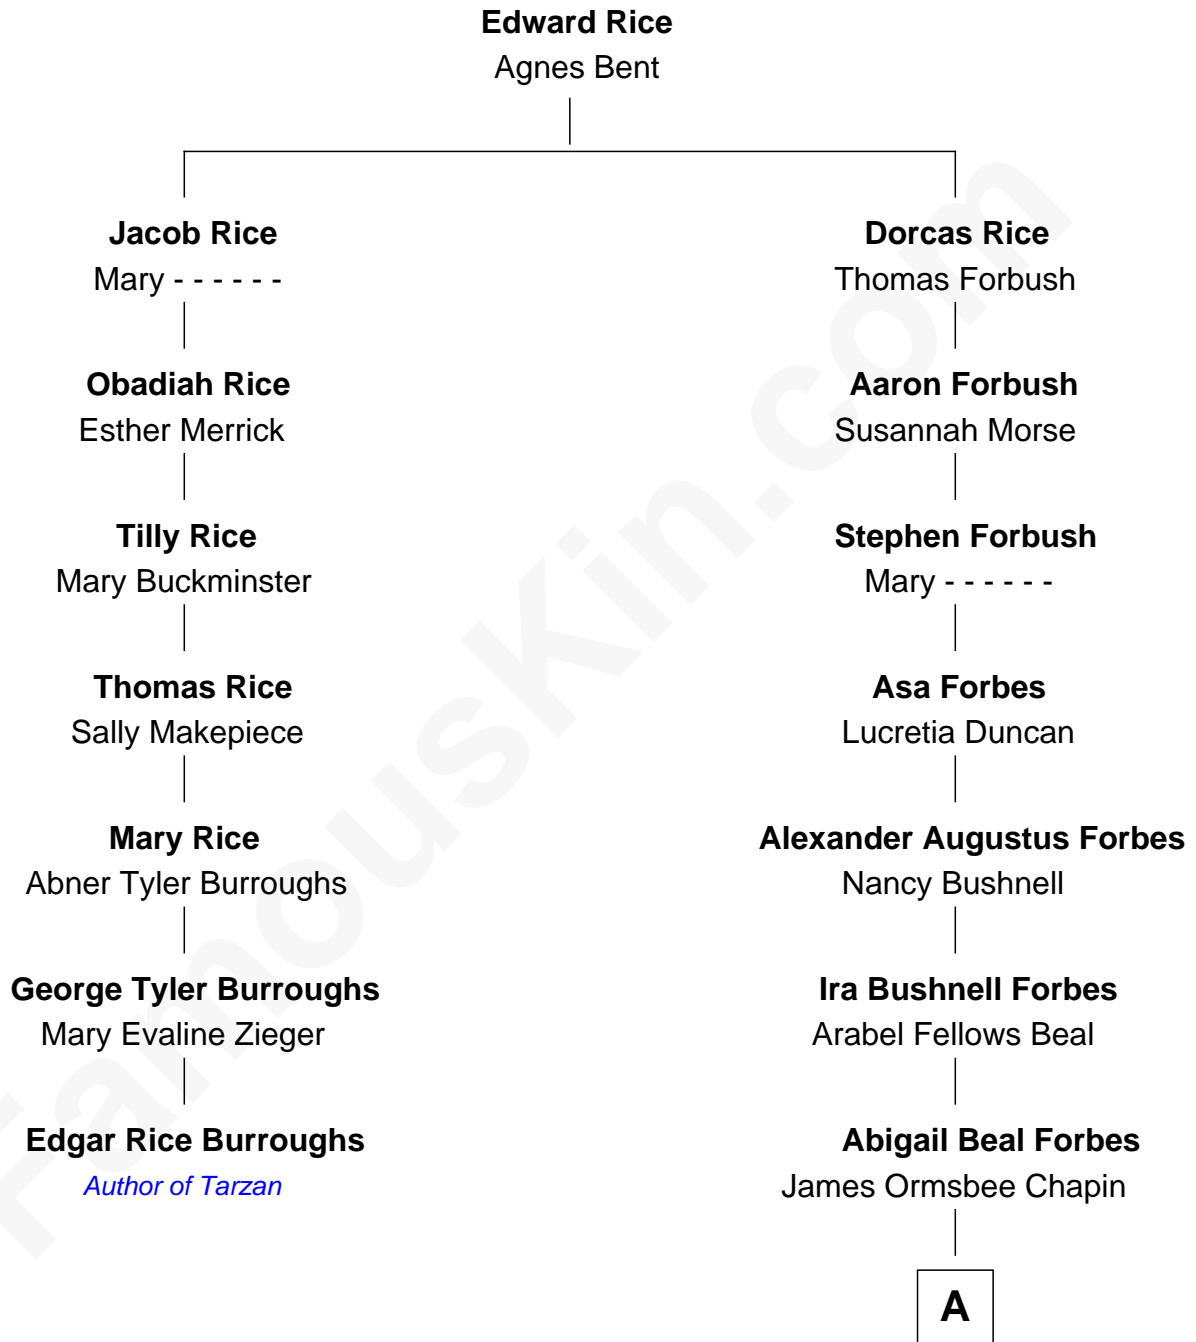 Edward Rice
Agnes Bent
Jacob Rice
Mary - - - - - -
Dorcas Rice
Thomas Forbush
Obadiah Rice
Esther Merrick
Aaron Forbush
Susannah Morse
Tilly Rice
Mary Buckminster
Stephen Forbush
Mary - - - - - -
Thomas Rice
Sally Makepiece
Asa Forbes
Lucretia Duncan
Mary Rice
Abner Tyler Burroughs
Alexander Augustus Forbes
Nancy Bushnell
George Tyler Burroughs
Mary Evaline Zieger
Ira Bushnell Forbes
Arabel Fellows Beal
Edgar Rice Burroughs
Author of Tarzan
Abigail Beal Forbes
James Ormsbee Chapin
A
FamousKin.com